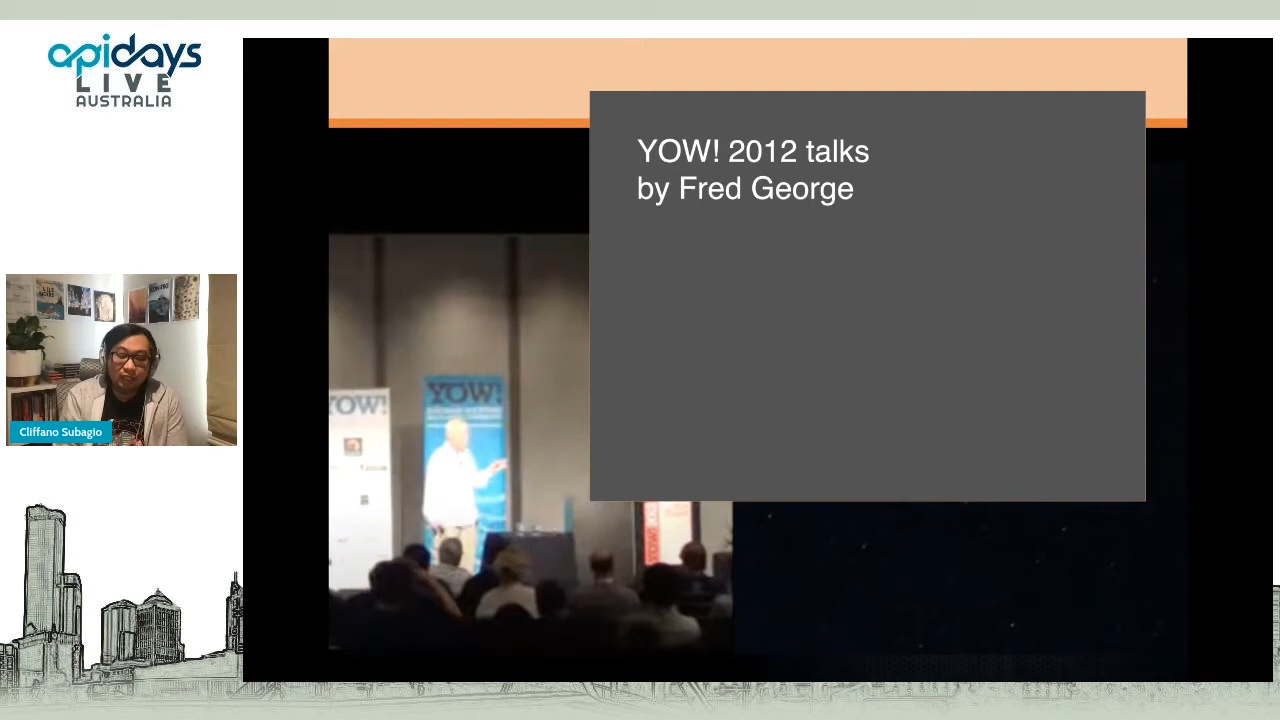 apidays
LIVE
AUSTRALIA
YOW! 2012 talks
by Fred George
YOW!
YOW!
Cliffano Subagio